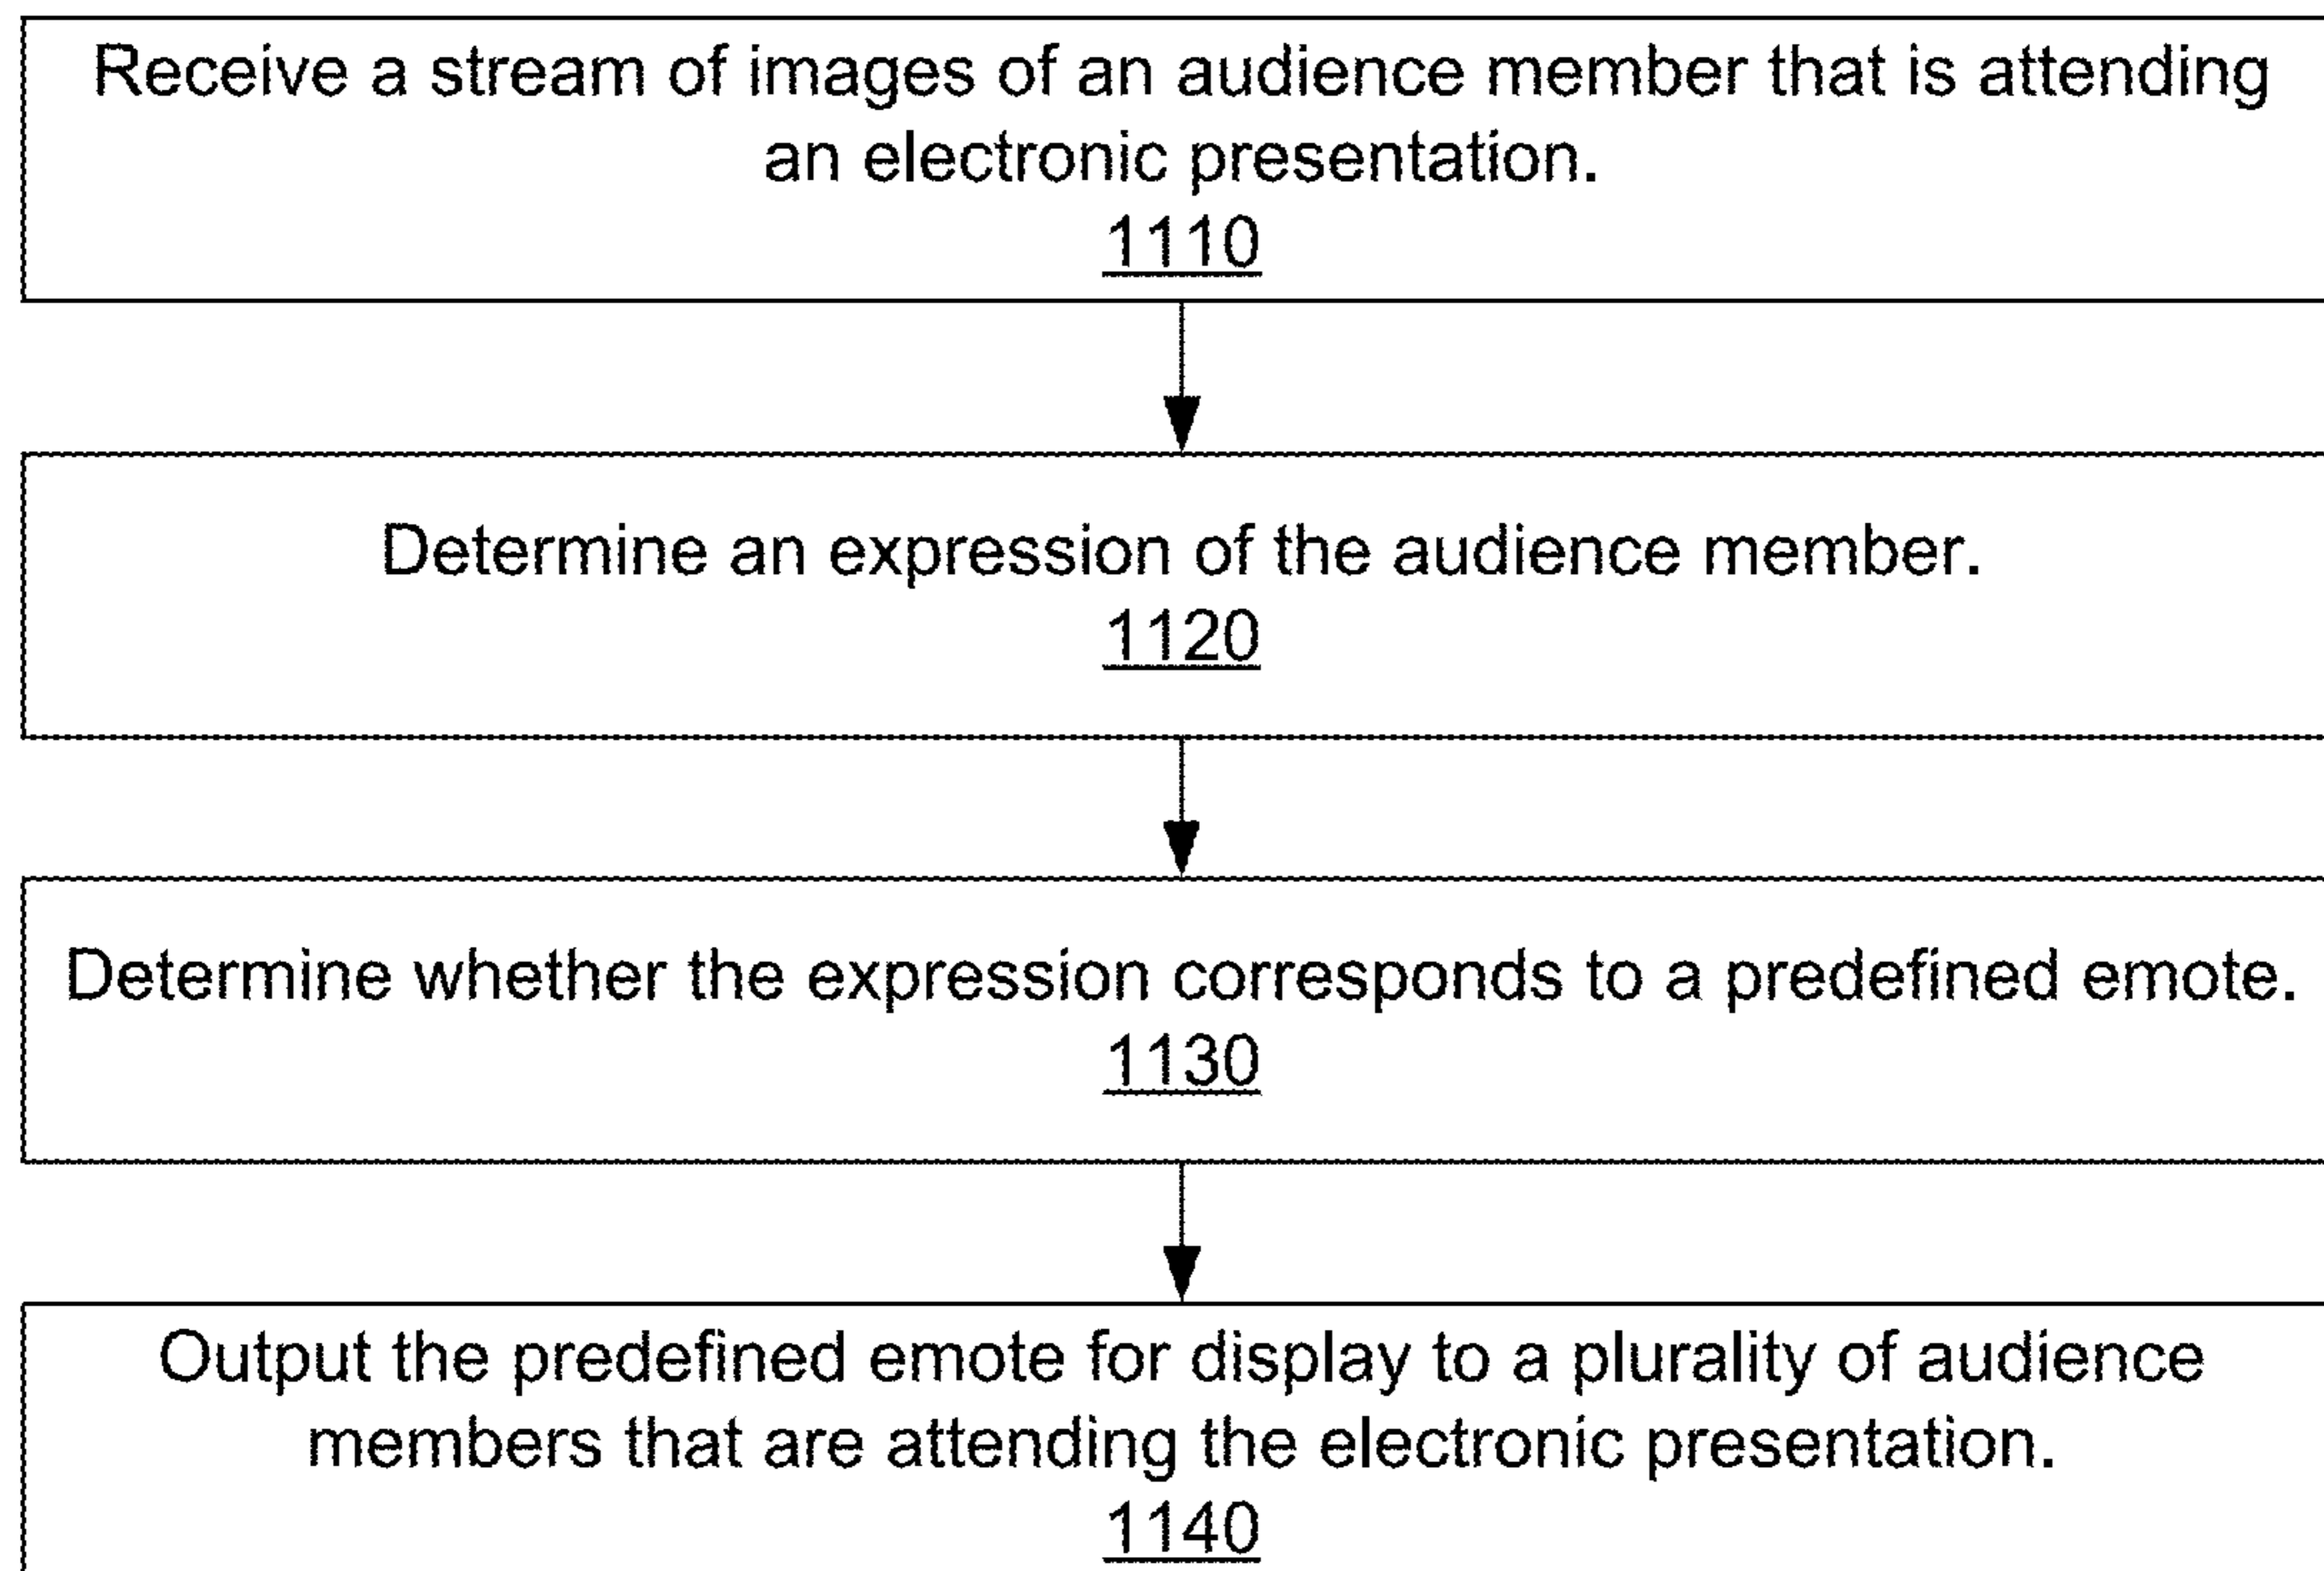 Receive a stream of images of an audience member that is attending
an electronic presentation.
1110
Determine an expression of the audience member.
1120
Determine whether the expression corresponds to a predefined emote.
1130
Output the predefined emote for display to a plurality of audience
members that are attending the electronic presentation.
1140